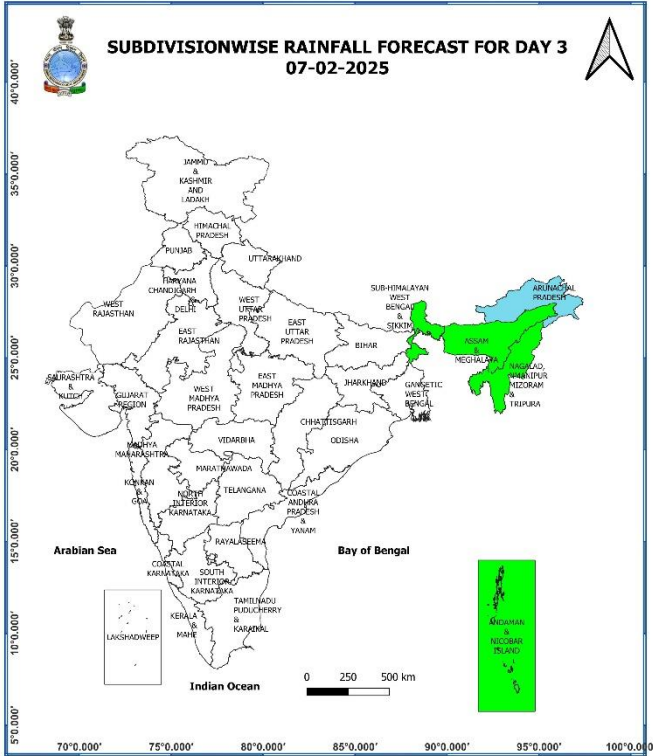 SUBDIVISIONWISE RAINFALL FORECAST FOR DAY 3
07-02-2025
40°0.000'
35°0.000'
30°0.000'
25°0.000'
20°0.000'
15°0.000'
10°0.000'
5°0.000'
JAMMU
&
KASHMIR
AND
LADAKH
HIMACHAL
PRADESH
PUNJAB
UTTARAKHAND
HARYANA
CHANDIGARH
&
DELHI
WEST
RAJASTHAN
WEST
UTTAR
PRADESH
EAST
RAJASTHAN
EAST
UTTAR
PRADESH
SUB-HIMALAYAN
WEST
BENGAL
&
SIKKIM
ARUNACHAL
PRADESH
BIHAR
ASSAM
&
MEGHALAYA
NAGALAD,
MANIPUR
MIZORAM
&
TRIPURA
SAURASHTRA
&
KUTCH
GUJARAT
REGION
WEST
MADHYA
PRADESH
EAST
MADHYA
PRADESH
JHARKHAND
GANGETIC
WEST
BENGAL
CHHATTISGARH
ODISHA
VIDARBHA
MADHYA
MAHARASHTRA
MARATHAWADA
KONKAN
&
GOA
NORTH
INTERIOR
KARNATAKA
TELANGANA
COASTAL
ANDHRA
PRADESH
&
YANAM
RAYALASEEMA
Arabian Sea
Bay of Bengal
COASTAL
KARNATAKA
SOUTH
INTERIOR
KARNATAKA
TAMILNADU
PUDUCHERRY
&
KARAIKAL
KERALA
&
MAHE
LAKSHADWEEP
ANDAMAN
&
NICOBAR
ISLAND
Indian Ocean
0 250 500 km
70°0.000' 75°0.000' 80°0.000' 85°0.000' 90°0.000' 95°0.000' 100°0.000'